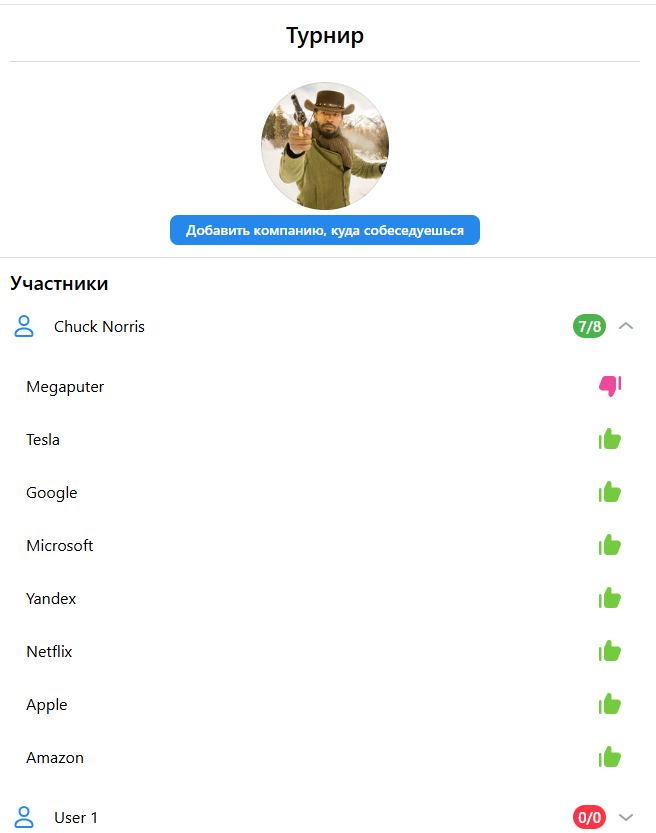 Турнир
Добавить компанию, куда собеседуешься
Участники
Chuck Norris 7/8
Megaputer
Tesla
Google
Microsoft
Yandex
Netflix
Apple
Amazon
User 1 0/0